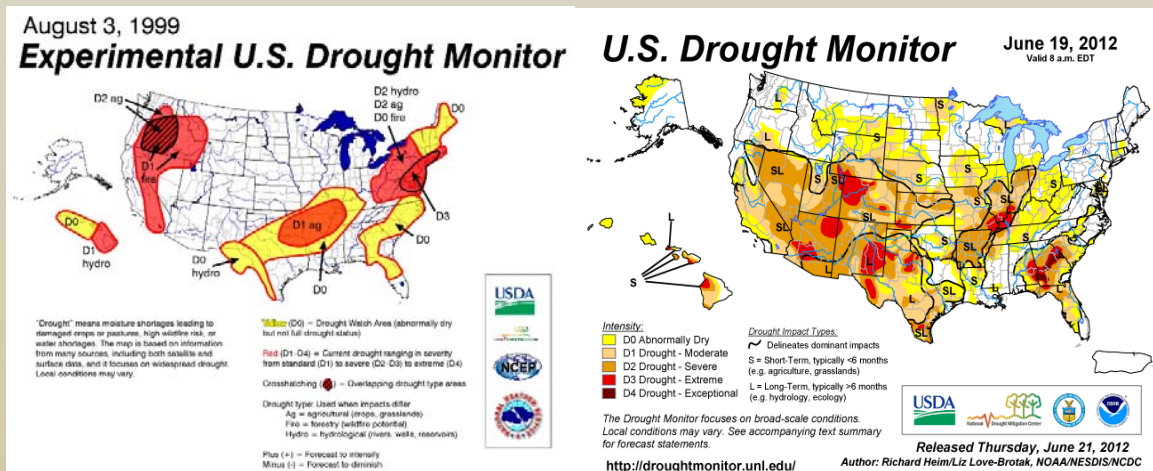 August 3, 1999
Experimental U.S. Drought Monitor
D2 ag
D2 hydro
D2 ag
D0 fire
D0
D1
fire
D3
D0
D1
hydro
D1 ag
D0
hydro
D0
D0
"Drought" means moisture shortages leading to
damaged crops or pastures, high wildfire risk, or
water shortages. The map is based on information
from many sources, including both satellite and
surface data, and it focuses on widespread drought.
Local conditions may vary.
Yellow (D0) = Drought Watch Area (abnormally dry
but not full drought status)
Red (D1-D4) = Current drought ranging in severity
from standard (D1) to severe (D2-D3) to extreme (D4)
Crosshatching ( ) = Overlapping drought type areas
Drought type: Used when impacts differ
Ag = agricultural (crops, grasslands)
Fire = forestry (wildfire potential)
Hydro = hydrological (rivers, wells, reservoirs)
Plus (+) = Forecast to intensify
Minus (-) = Forecast to diminish
USDA
NCEP
U.S. Drought Monitor
June 19, 2012
Valid 8 a.m. EDT
L
S
L
S
SL
S
SL
S
SL
S
SL
SL
S
L
L
SL
S
L
SL
L
L
L
SL
L
S
Intensity:
D0 Abnormally Dry
D1 Drought - Moderate
D2 Drought - Severe
D3 Drought - Extreme
D4 Drought - Exceptional
Drought Impact Types:
Delineates dominant impacts
S = Short-Term, typically <6 months
(e.g. agriculture, grasslands)
L = Long-Term, typically >6 months
(e.g. hydrology, ecology)
The Drought Monitor focuses on broad-scale conditions.
Local conditions may vary. See accompanying text summary
for forecast statements.
http://droughtmonitor.unl.edu/
USDA
National Drought Mitigation Center
Released Thursday, June 21, 2012
Author: Richard Heim/Liz Love-Brotak, NOAA/NESDIS/NCDC